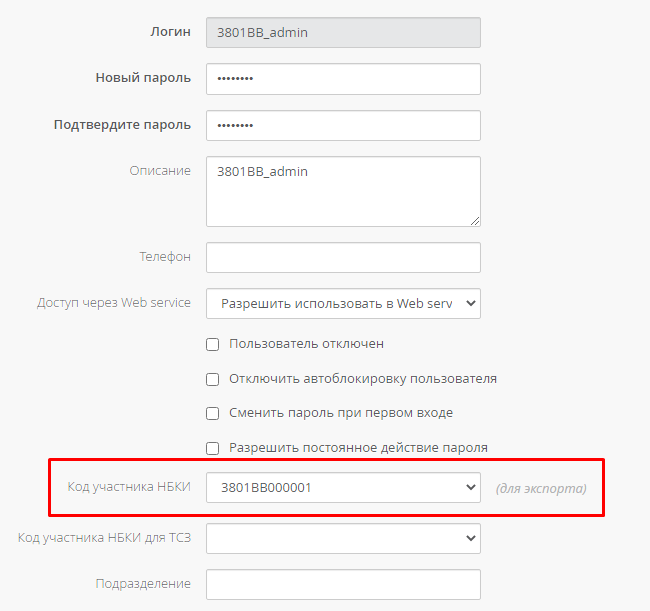 Логин 3801BB_admin
Новый пароль ••••••••
Подтвердите пароль ••••••••
Описание 3801BB_admin
Телефон
Доступ через Web service Разрешить использовать в Web serv
Пользователь отключен
Отключить автоблокировку пользователя
Сменить пароль при первом входе
Разрешить постоянное действие пароля
Код участника НБКИ 3801BB000001 (для экспорта)
Код участника НБКИ для ТСЗ
Подразделение